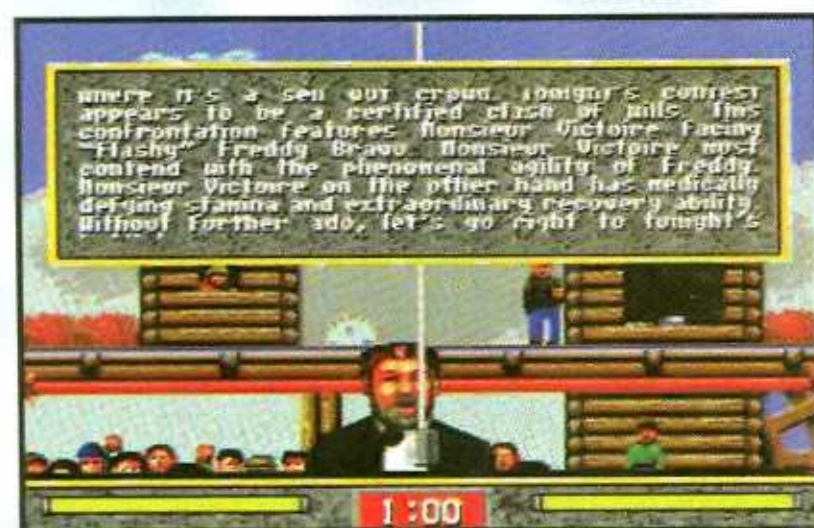 where it's a sell out crowd. Tonight's contest
appears to be a certified clash of wills. This
confrontation features Monsieur Victoire facing
"Flashy" Freddy Bravo. Monsieur Victoire must
contend with the phenomenal agility of Freddy.
Monsieur Victoire on the other hand has medically
defying stamina and extraordinary recovery ability.
Without further ado, let's go right to tonight's
1:00